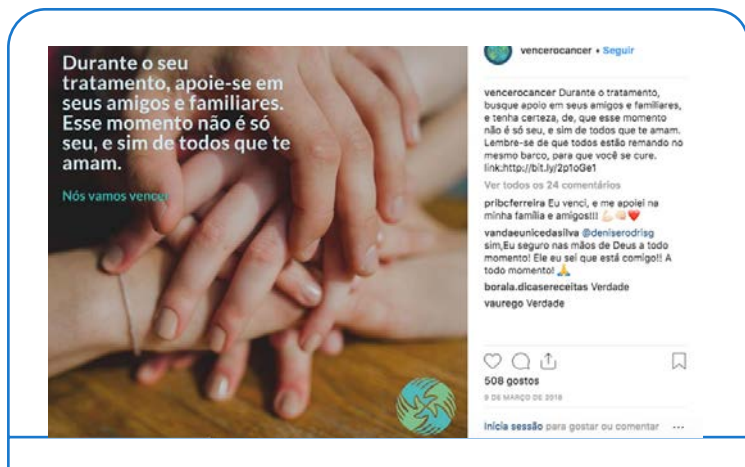 Durante o seu
tratamento, apoie-se em
seus amigos e familiares.
Esse momento não é só
seu, e sim de todos que te
amam.
Nós vamos vencer
vencerocancer • Seguir
vencerocancer Durante o tratamento,
busque apoio em seus amigos e familiares,
e tenha certeza, de, que esse momento
não é só seu, e sim de todos que te amam.
Lembre-se de que todos estão remando no
mesmo barco, para que você se cure.
link:http://bit.ly/2p1oGe1
Ver todos os 24 comentários
pribcferreira Eu venci, e me apoiei na
minha família e amigos!!! 💪🏻👊🏻❤️
vandaeunicedasilva @deniserodrisg
sim,Eu seguro nas mãos de Deus a todo
momento! Ele eu sei que está comigo!! A
todo momento! 🙏
borala.dicasereceitas Verdade
vaurego Verdade
508 gostos
9 DE MARÇO DE 2018
Inicia sessão para gostar ou comentar ...